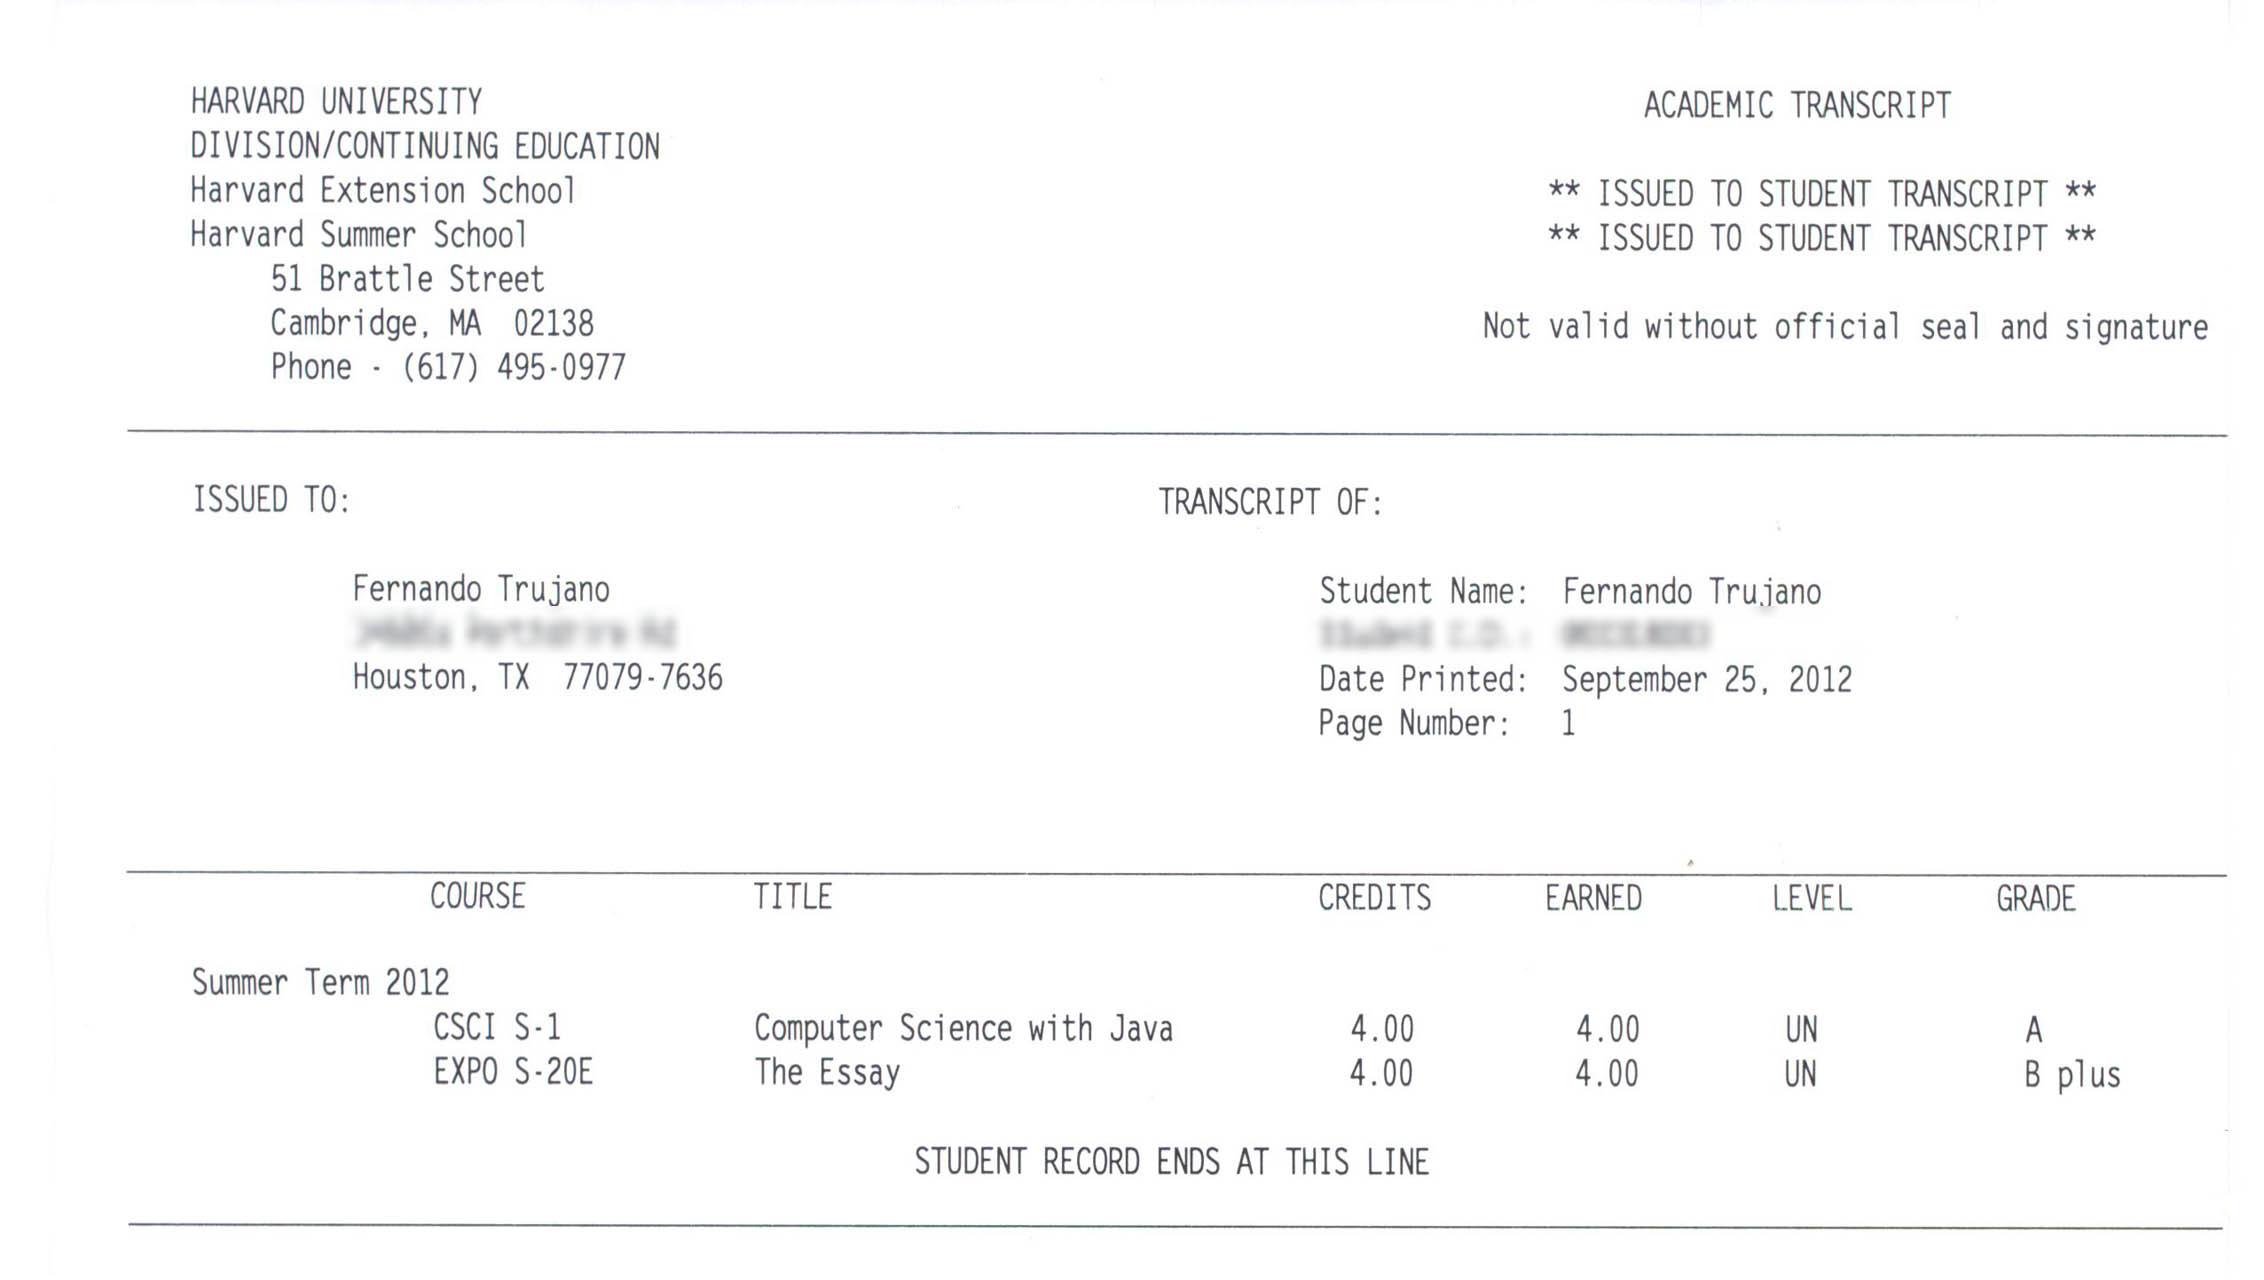 HARVARD UNIVERSITY
DIVISION/CONTINUING EDUCATION
Harvard Extension School
Harvard Summer School
51 Brattle Street
Cambridge, MA 02138
Phone - (617) 495-0977
ACADEMIC TRANSCRIPT
** ISSUED TO STUDENT TRANSCRIPT **
** ISSUED TO STUDENT TRANSCRIPT **
Not valid without official seal and signature
ISSUED TO:
Fernando Trujano
Houston, TX 77079-7636
TRANSCRIPT OF:
Student Name: Fernando Trujano
Date Printed: September 25, 2012
Page Number: 1
COURSE TITLE CREDITS EARNED LEVEL GRADE
Summer Term 2012
CSCI S-1 Computer Science with Java 4.00 4.00 UN A
EXPO S-20E The Essay 4.00 4.00 UN B plus
STUDENT RECORD ENDS AT THIS LINE